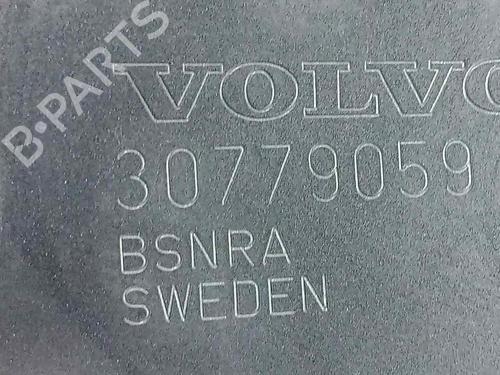 B-PARTS
VOLVO
30779059
BSNRA
SWEDEN